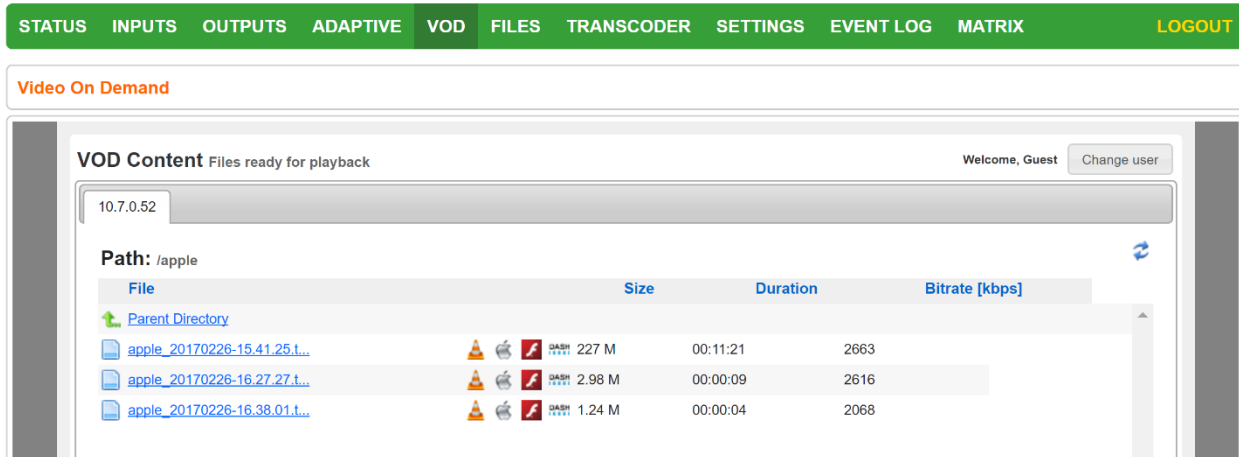 STATUS INPUTS OUTPUTS ADAPTIVE VOD FILES TRANSCODER SETTINGS EVENT LOG MATRIX LOGOUT
Video On Demand
VOD Content Files ready for playback Welcome, Guest Change user
10.7.0.52
Path: /apple
File Size Duration Bitrate [kbps]
Parent Directory
apple_20170226-15.41.25.t... DASH 227 M 00:11:21 2663
apple_20170226-16.27.27.t... DASH 2.98 M 00:00:09 2616
apple_20170226-16.38.01.t... DASH 1.24 M 00:00:04 2068